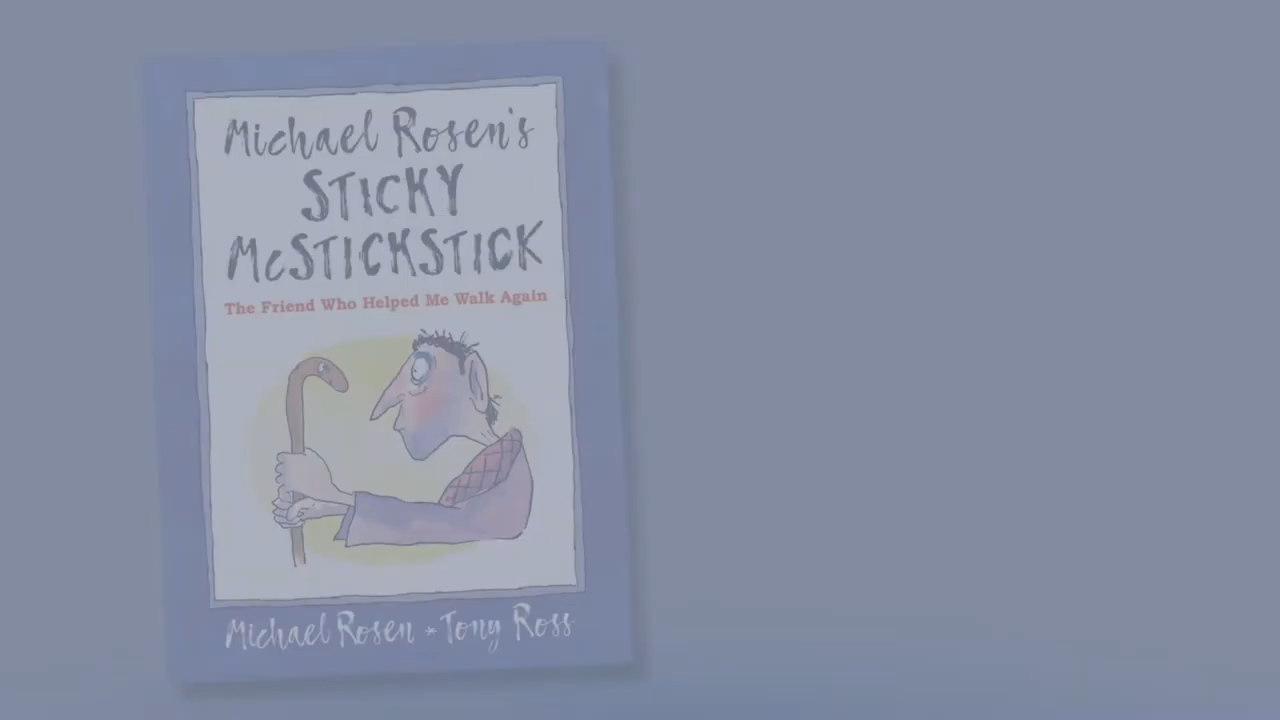 Michael Rosen's
STICKY
McSTICKSTICK
The Friend Who Helped Me Walk Again
Michael Rosen * Tony Ross